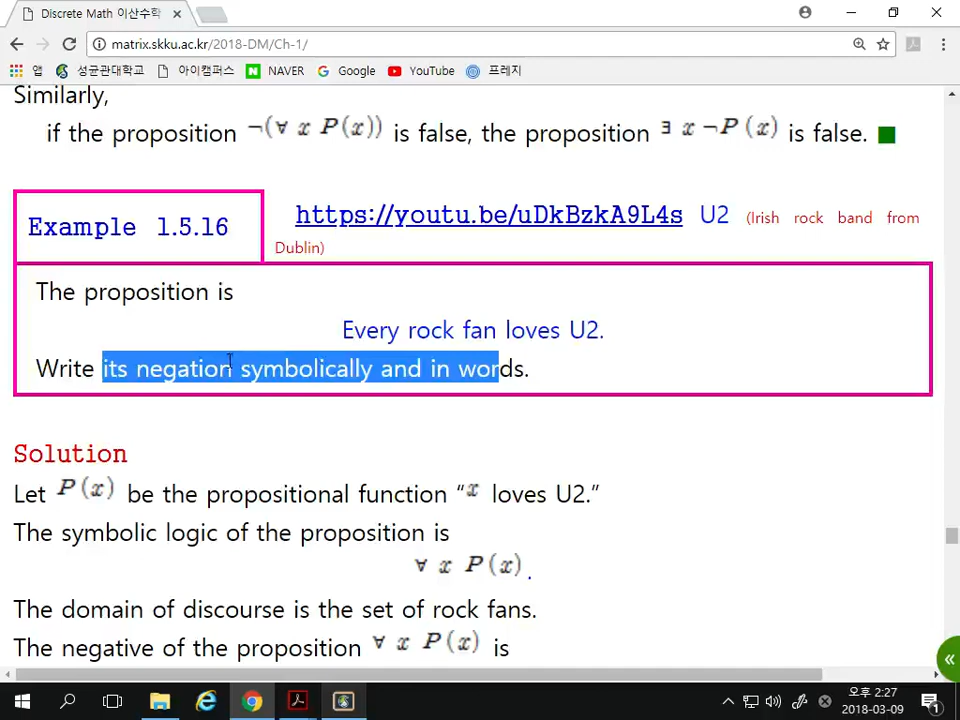 Discrete Math 이산수학
matrix.skku.ac.kr/2018-DM/Ch-1/
앱 성균관대학교 아이캠퍼스 NAVER Google YouTube 프레지
Similarly,
if the proposition ¬(∀ x P(x)) is false, the proposition ∃ x ¬P(x) is false. ■
Example 1.5.16
https://youtu.be/uDkBzkA9L4s U2 (Irish rock band from
Dublin)
The proposition is
Every rock fan loves U2.
Write its negation symbolically and in words.
Solution
Let P(x) be the propositional function “x loves U2.”
The symbolic logic of the proposition is
∀ x P(x).
The domain of discourse is the set of rock fans.
The negative of the proposition ∀ x P(x) is
오후 2:27
2018-03-09
1